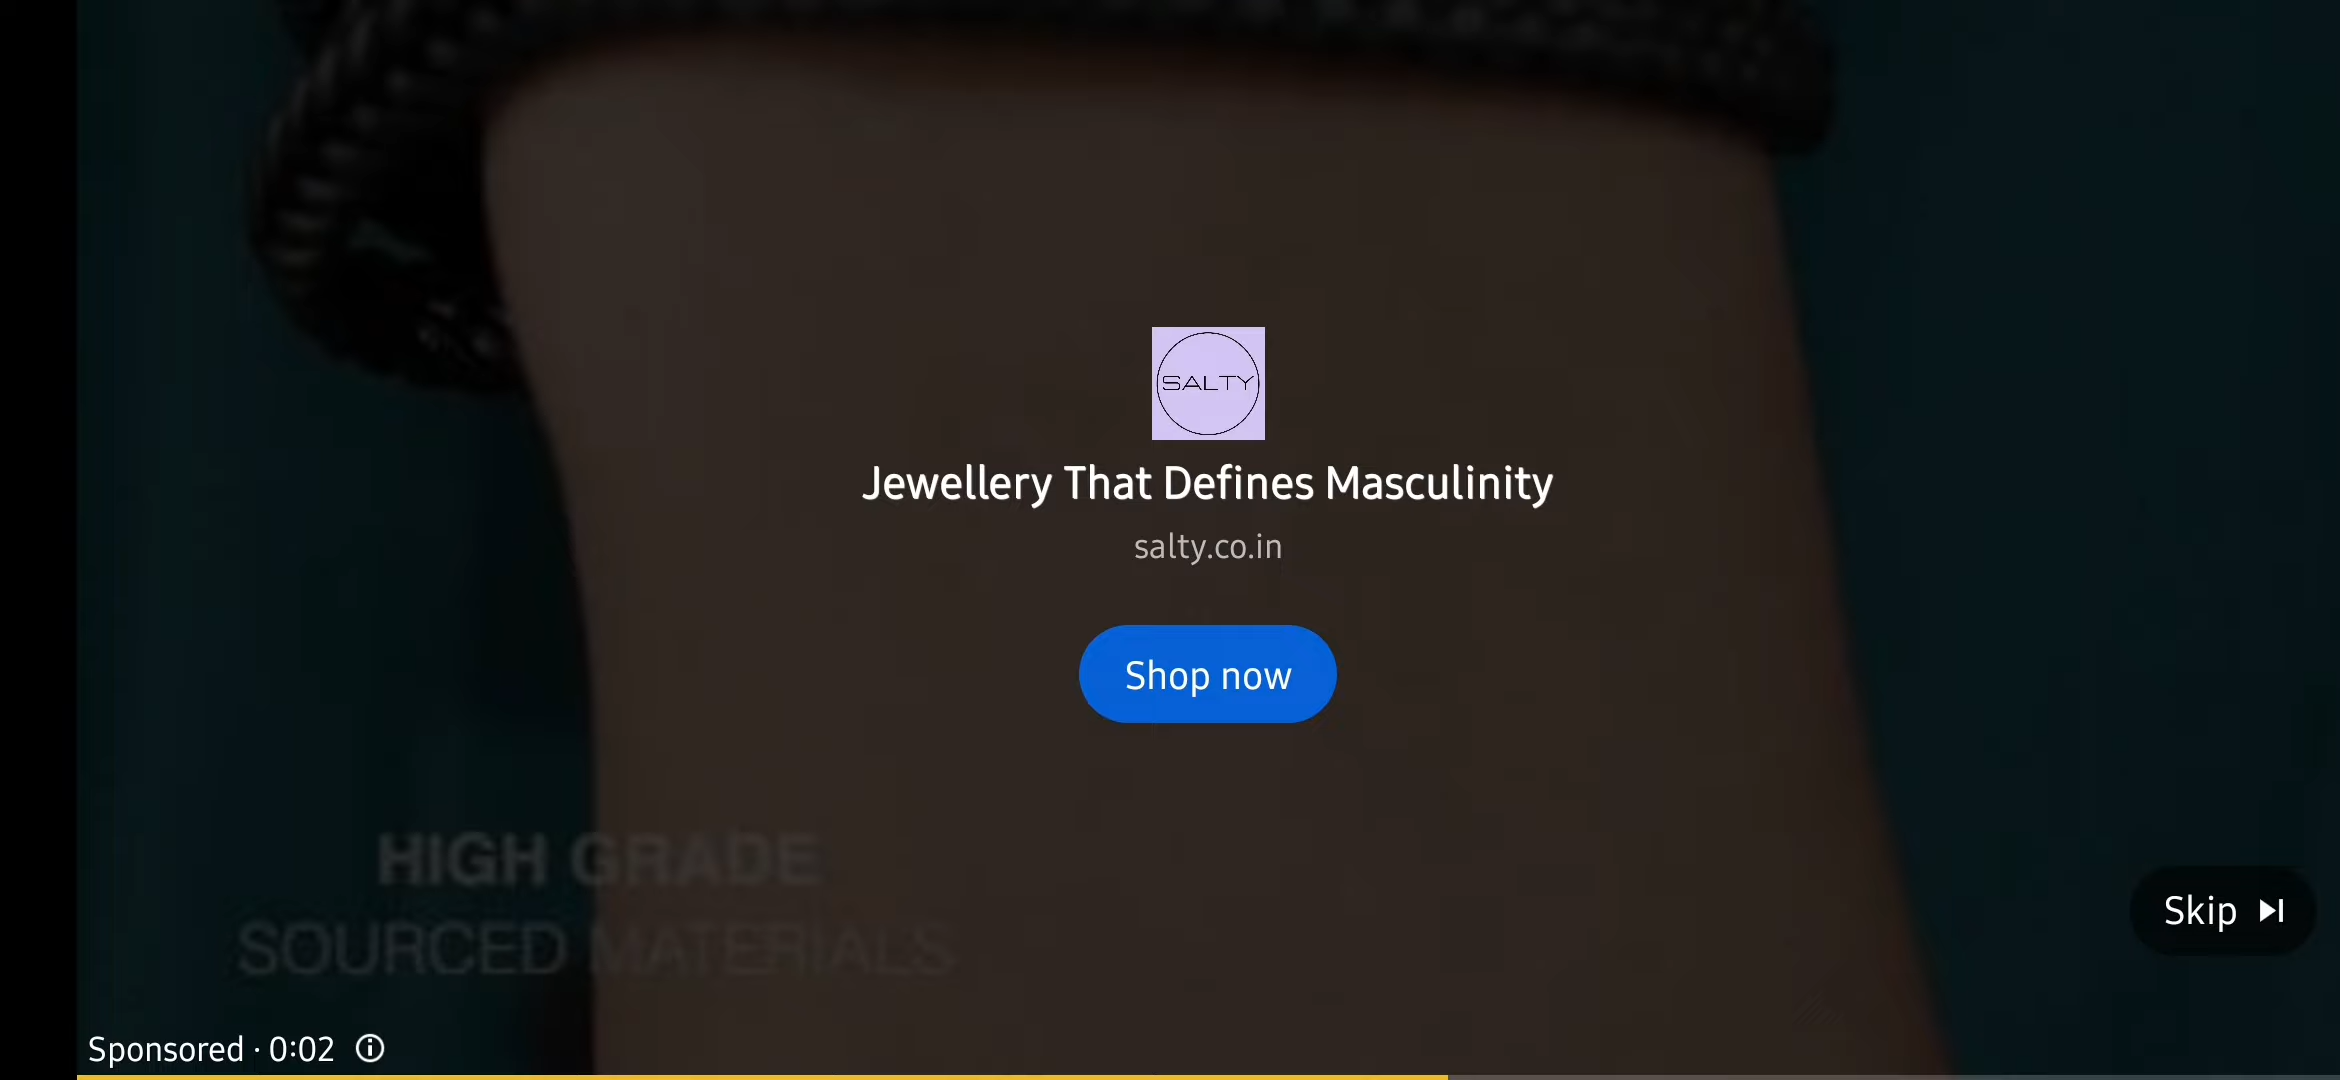 SALTY
Jewellery That Defines Masculinity
salty.co.in
Shop now
HIGH GRADE
SOURCED MATERIALS
Skip
Sponsored · 0:02